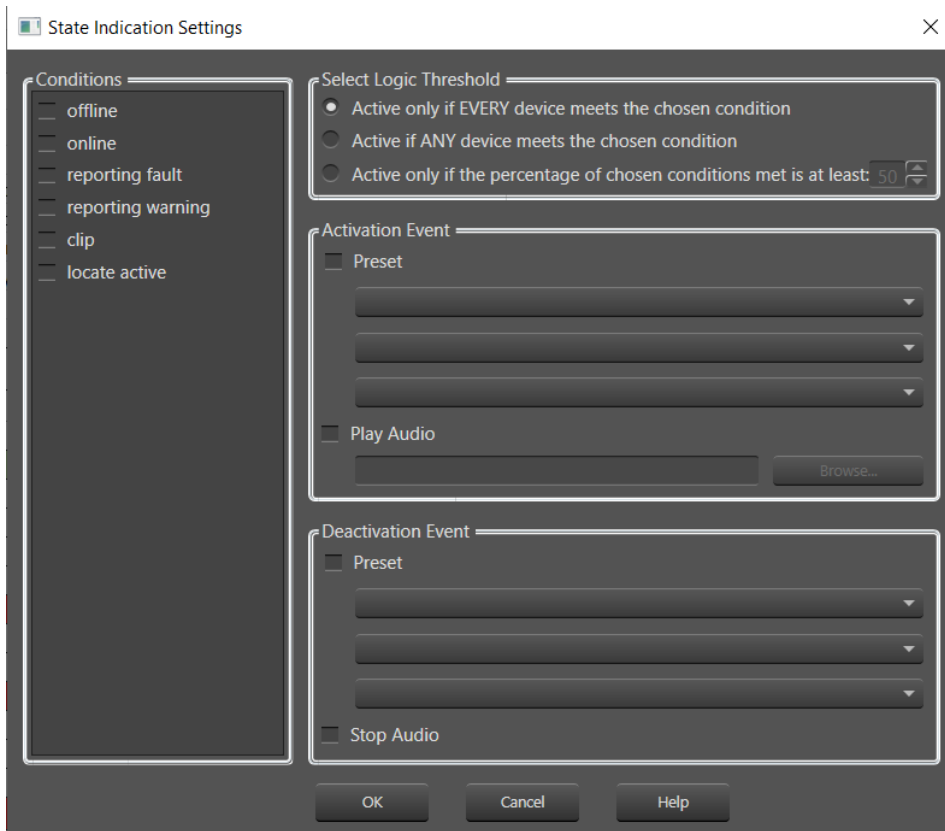 State Indication Settings
Conditions
offline
online
reporting fault
reporting warning
clip
locate active
Select Logic Threshold
Active only if EVERY device meets the chosen condition
Active if ANY device meets the chosen condition
Active only if the percentage of chosen conditions met is at least: 50
Activation Event
Preset
Play Audio
Browse...
Deactivation Event
Preset
Stop Audio
OK Cancel Help